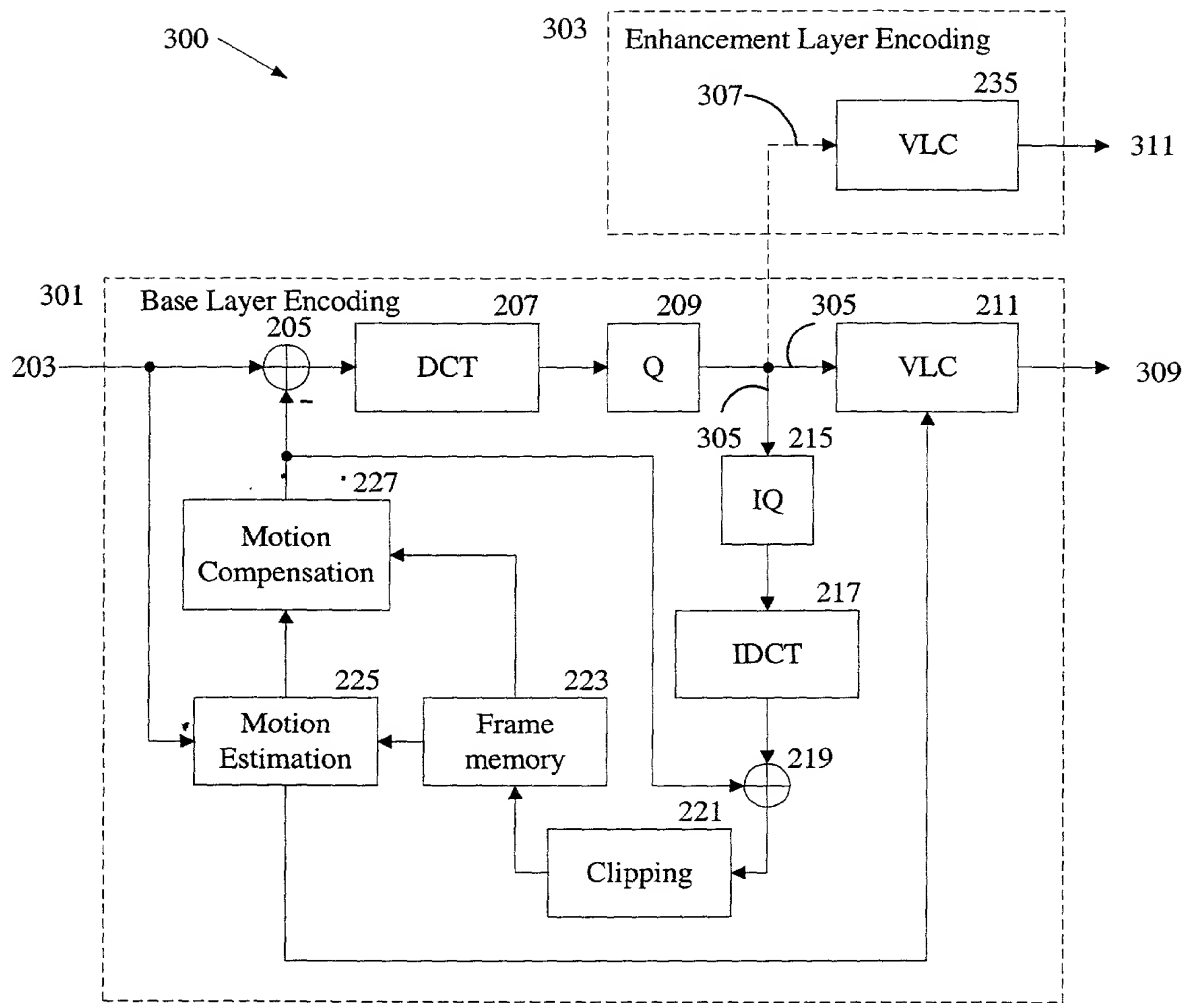 300
303
Enhancement Layer Encoding
235
307
VLC
311
301
Base Layer Encoding
205
207
209
305
211
203
DCT
Q
VLC
309
-
305
215
227
IQ
Motion
Compensation
217
IDCT
225
223
Motion
Estimation
Frame
memory
219
221
Clipping